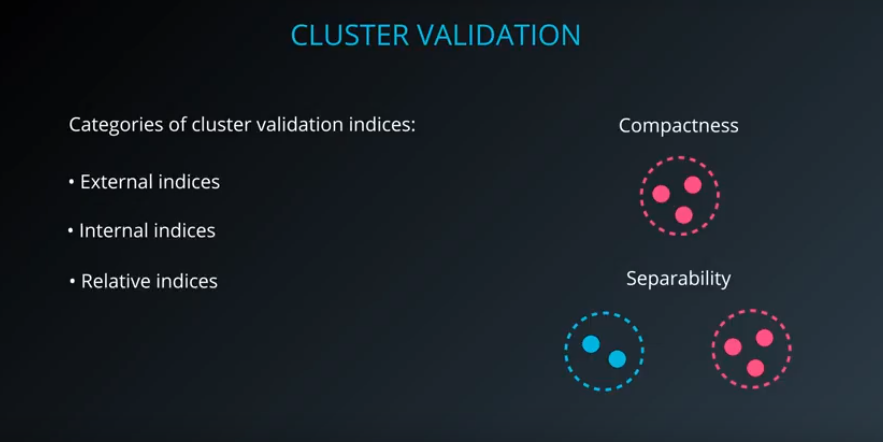 CLUSTER VALIDATION
Categories of cluster validation indices:
• External indices
• Internal indices
• Relative indices
Compactness
Separability